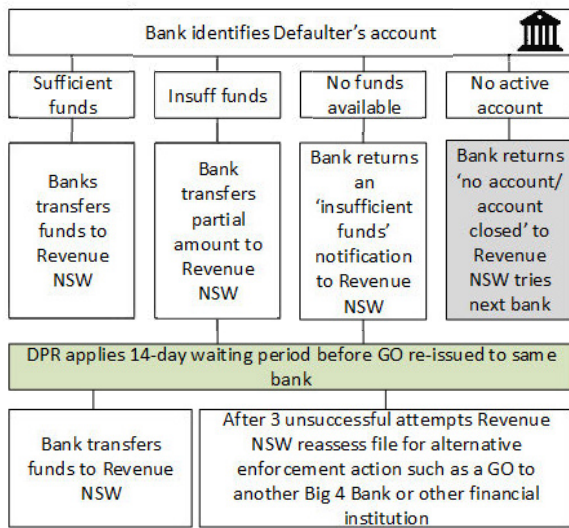 Bank identifies Defaulter's account
Sufficient
funds
Insuff funds
No funds
available
No active
account
Banks
transfers
funds to
Revenue
NSW
Bank
transfers
partial
amount to
Revenue
NSW
Bank returns
an
'insufficient
funds'
notification
to Revenue
NSW
Bank returns
'no account/
account
closed' to
Revenue
NSW tries
next bank
DPR applies 14-day waiting period before GO re-issued to same
bank
Bank transfers
funds to Revenue
NSW
After 3 unsuccessful attempts Revenue
NSW reassess file for alternative
enforcement action such as a GO to
another Big 4 Bank or other financial
institution